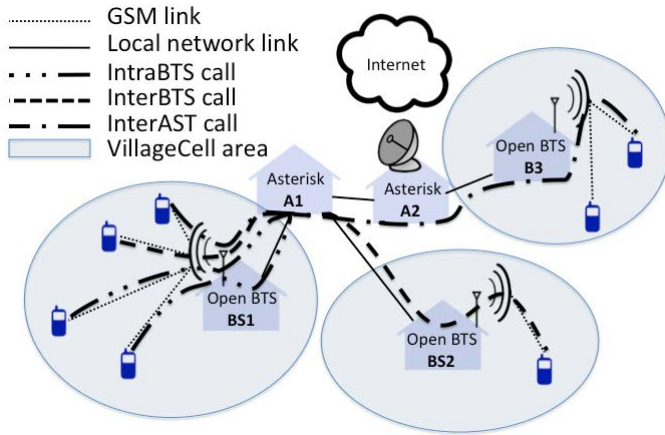 GSM link
Local network link
IntraBTS call
InterBTS call
InterAST call
VillageCell area
Internet
Open BTS
B3
Asterisk
A1
Asterisk
A2
Open BTS
BS1
Open BTS
BS2